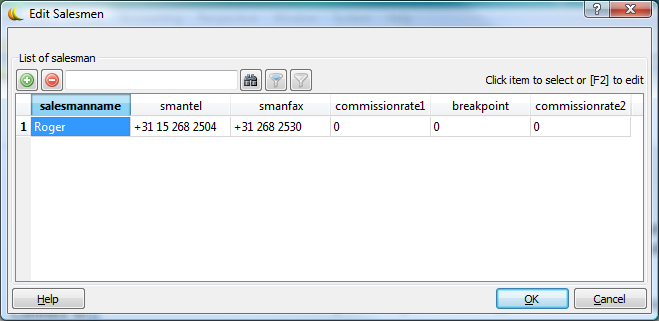 Edit Salesmen
List of salesman
Click item to select or [F2] to edit
salesmanname smantel smanfax commissionrate1 breakpoint commissionrate2
1 Roger +31 15 268 2504 +31 268 2530 0 0 0
Help OK Cancel